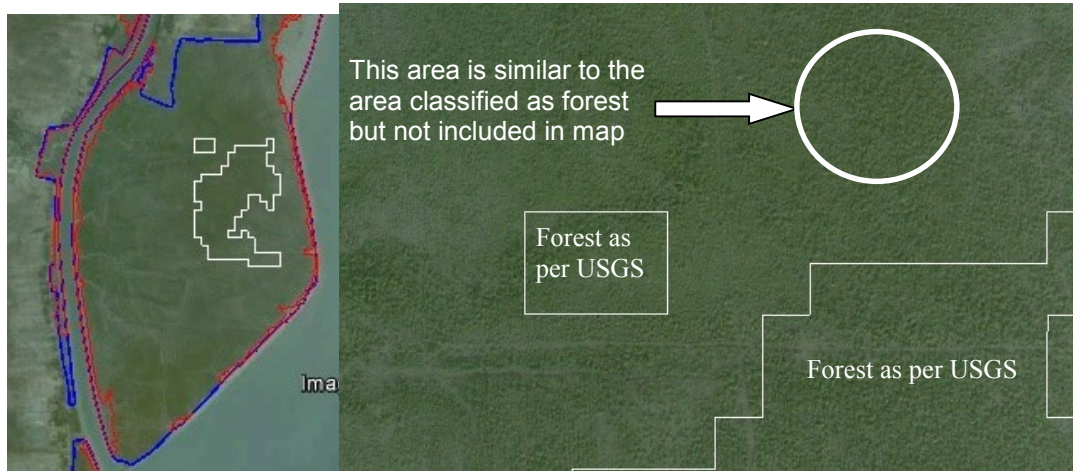 This area is similar to the
area classified as forest
but not included in map
Forest as
per USGS
Forest as per USGS
Ima